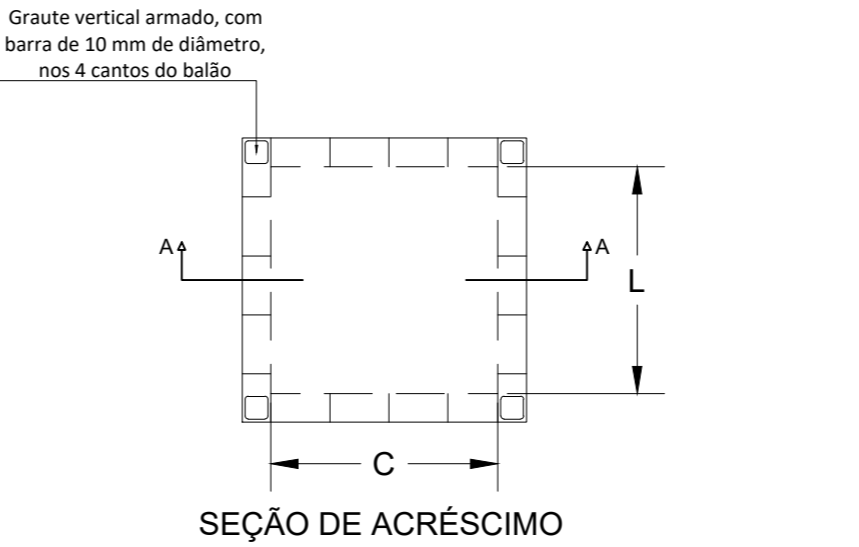 Graute vertical armado, com
barra de 10 mm de diâmetro,
nos 4 cantos do balão
A
A
L
C
SEÇÃO DE ACRÉSCIMO